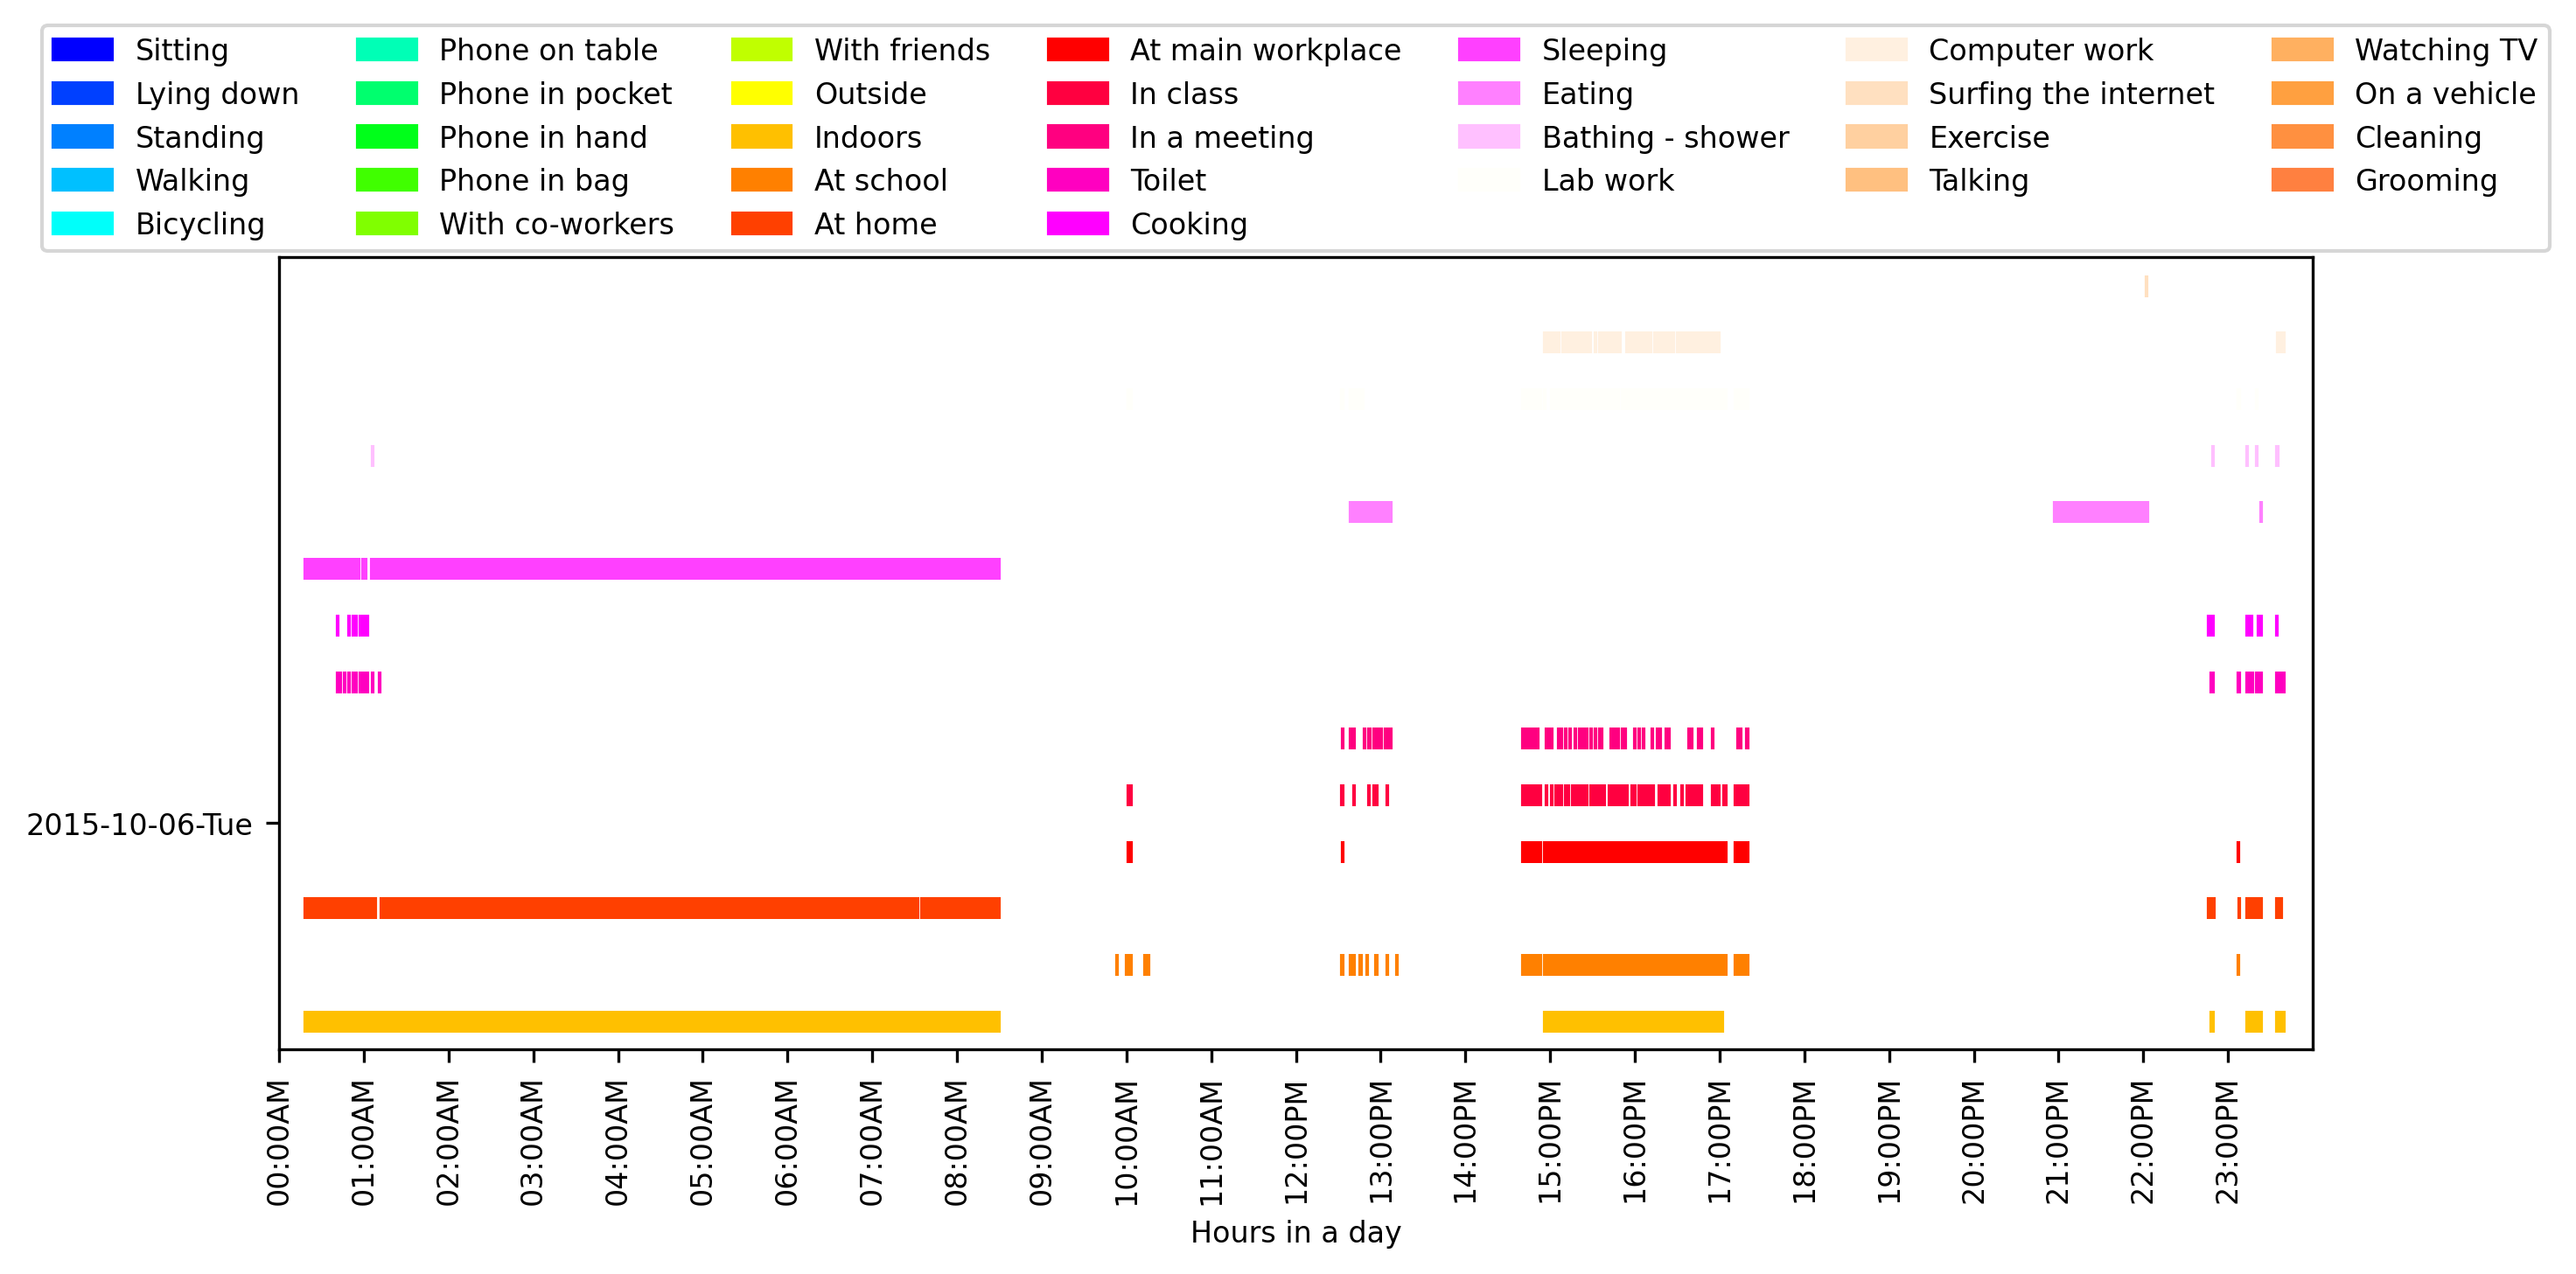 Sitting
Lying down
Standing
Walking
Bicycling
Phone on table
Phone in pocket
Phone in hand
Phone in bag
With co-workers
With friends
Outside
Indoors
At school
At home
At main workplace
In class
In a meeting
Toilet
Cooking
Sleeping
Eating
Bathing - shower
Lab work
Computer work
Surfing the internet
Exercise
Talking
Watching TV
On a vehicle
Cleaning
Grooming
2015-10-06-Tue
00:00AM
01:00AM
02:00AM
03:00AM
04:00AM
05:00AM
06:00AM
07:00AM
08:00AM
09:00AM
10:00AM
11:00AM
12:00PM
13:00PM
14:00PM
15:00PM
16:00PM
17:00PM
18:00PM
19:00PM
20:00PM
21:00PM
22:00PM
23:00PM
Hours in a day